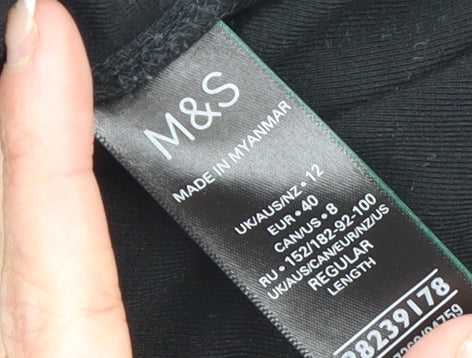 M&S
MADE IN MYANMAR
UK/AUS/NZ • 12
EUR • 40
CAN/US • 8
RU • 152/182-92-100
UK/AUS/CAN/EUR/NZ/US
REGULAR
LENGTH
8239178